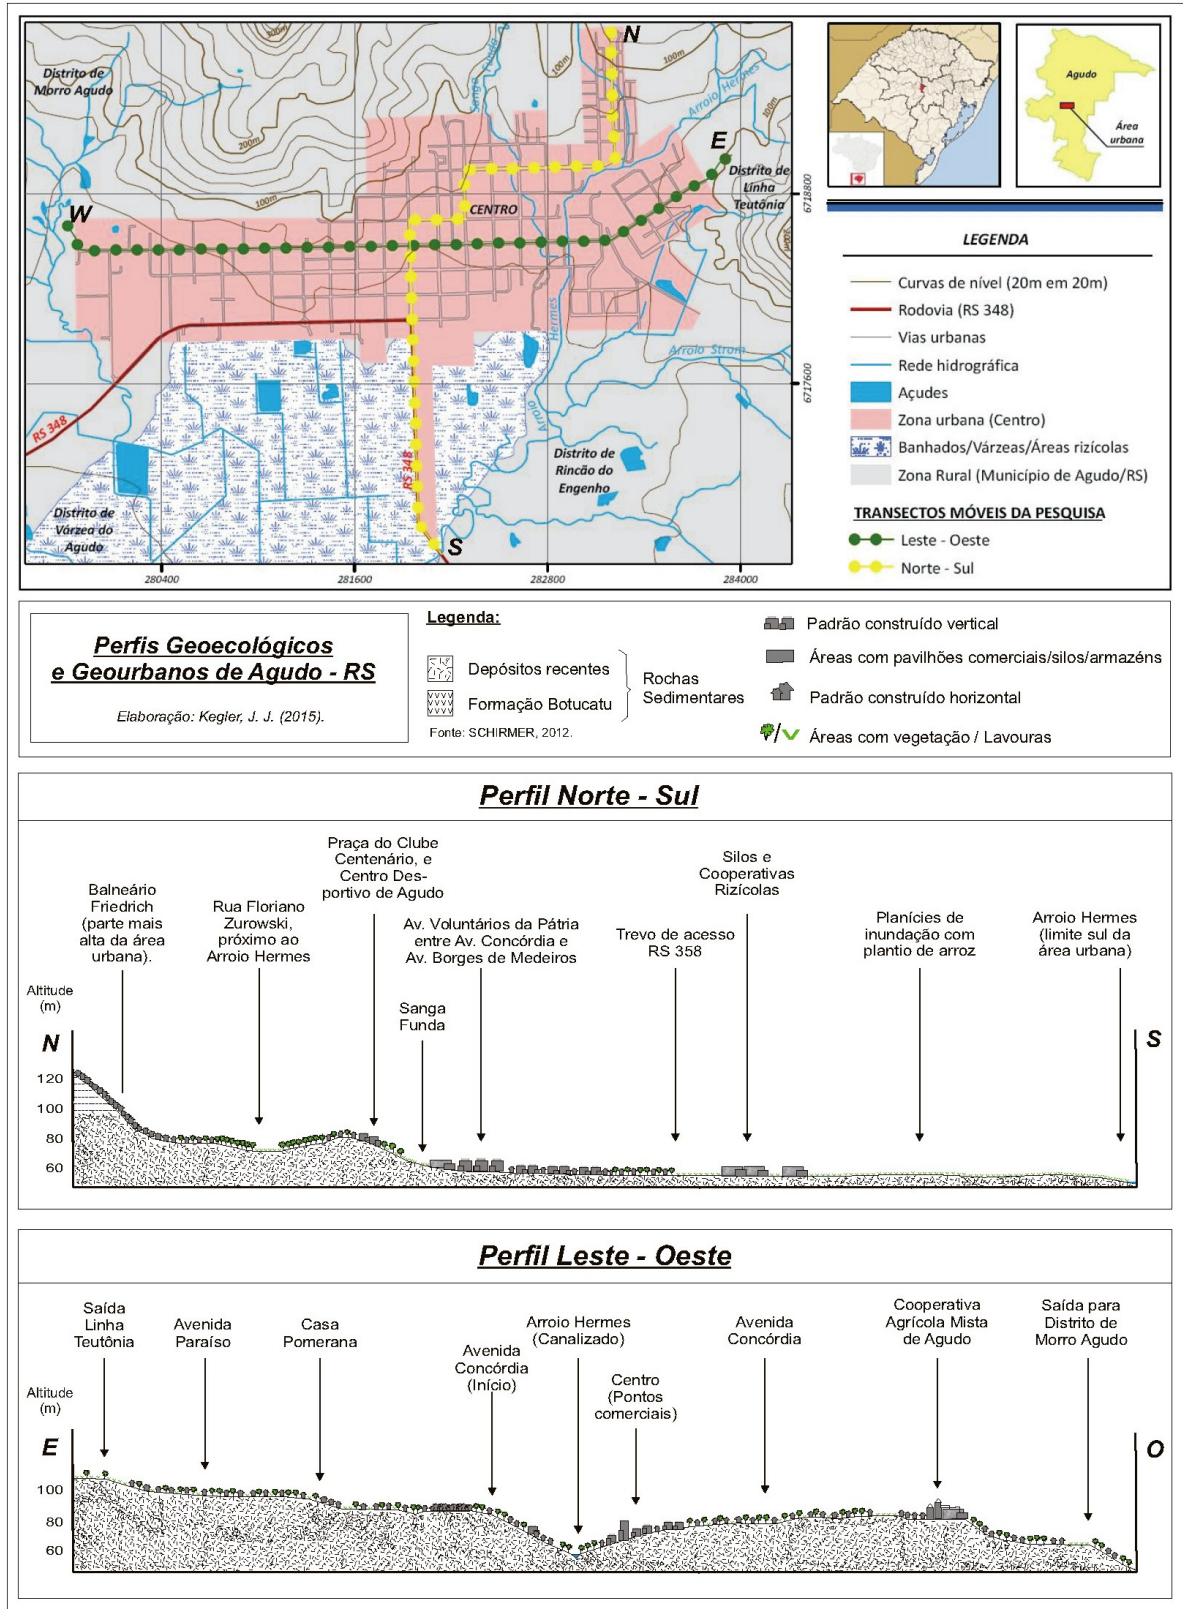 N
Distrito de
Morro Agudo
Sanga Funda
100m
100m
Arroio Hermes
100m
200m
E
Distrito de
Linha
Teutônia
100m
W
CENTRO
200m
Hermes
Arroio
Arroio Strom
RS 348
RS 348
Distrito de
Rincão do
Engenho
Distrito de
Várzea do
Agudo
S
280400
281600
282800
284000
6718800
6717600
Agudo
Área
urbana
LEGENDA
Curvas de nível (20m em 20m)
Rodovia (RS 348)
Vias urbanas
Rede hidrográfica
Açudes
Zona urbana (Centro)
Banhados/Várzeas/Áreas rizícolas
Zona Rural (Município de Agudo/RS)
TRANSECTOS MÓVEIS DA PESQUISA
Leste - Oeste
Norte - Sul
Perfis Geoecológicos
e Geourbanos de Agudo - RS
Elaboração: Kegler, J. J. (2015).
Legenda:
Depósitos recentes
Formação Botucatu
Rochas
Sedimentares
Fonte: SCHIRMER, 2012.
Padrão construído vertical
Áreas com pavilhões comerciais/silos/armazéns
Padrão construído horizontal
Áreas com vegetação / Lavouras
Perfil Norte - Sul
Balneário
Friedrich
(parte mais
alta da área
urbana).
Rua Floriano
Zurowski,
próximo ao
Arroio Hermes
Praça do Clube
Centenário, e
Centro Des-
portivo de Agudo
Sanga
Funda
Av. Voluntários da Pátria
entre Av. Concórdia e
Av. Borges de Medeiros
Trevo de acesso
RS 358
Silos e
Cooperativas
Rizícolas
Planícies de
inundação com
plantio de arroz
Arroio Hermes
(limite sul da
área urbana)
Altitude
(m)
N
S
120
100
80
60
Perfil Leste - Oeste
Saída
Linha
Teutônia
Avenida
Paraíso
Casa
Pomerana
Avenida
Concórdia
(Início)
Arroio Hermes
(Canalizado)
Centro
(Pontos
comerciais)
Avenida
Concórdia
Cooperativa
Agrícola Mista
de Agudo
Saída para
Distrito de
Morro Agudo
Altitude
(m)
E
O
100
80
60